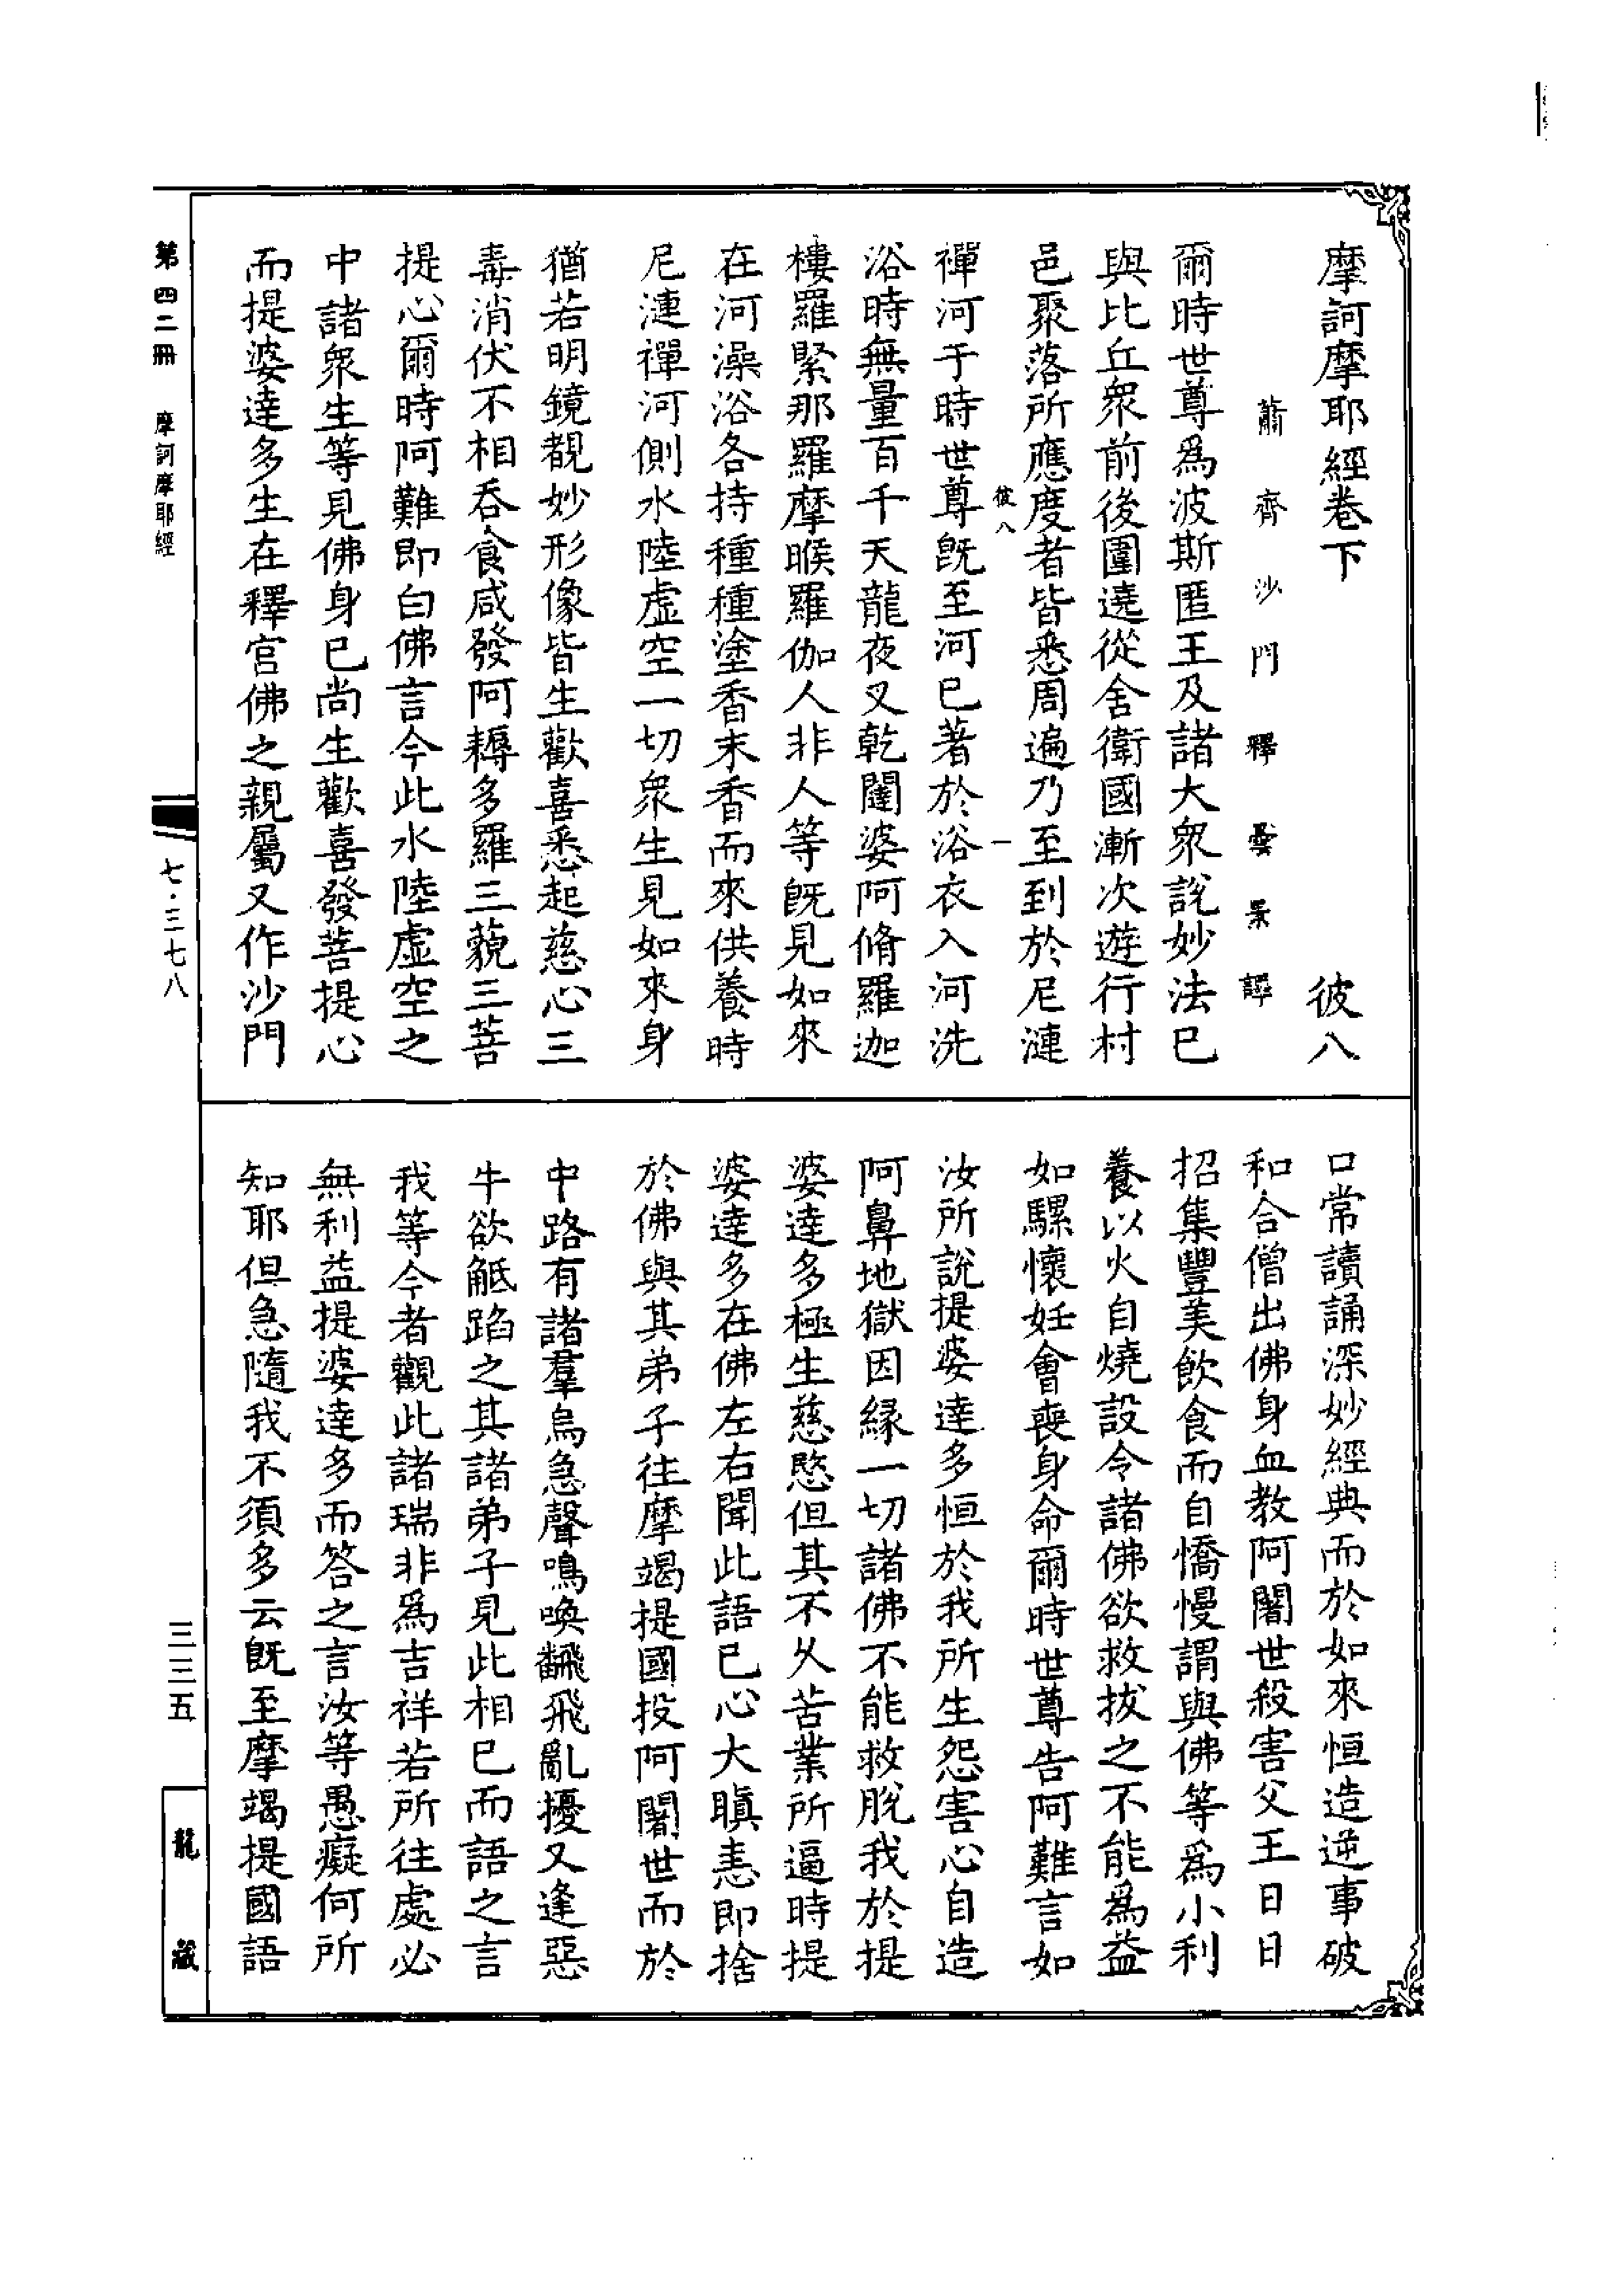 摩訶摩耶經卷下　彼八
蕭齊沙門釋曇景譯
爾時世尊爲波斯匿王及諸大衆說妙法已
與比丘衆前後圍遶從舍衛國漸次遊行村
邑聚落所應度者皆悉周遍乃至到於尼漣
彼八　一
禪河于時世尊旣至河已著於浴衣入河洗
浴時無量百千天龍夜叉乾闥婆阿脩羅迦
樓羅緊那羅摩睺羅伽人非人等旣見如來
在河澡浴各持種種塗香末香而來供養時
尼漣禪河側水陸虛空一切衆生見如來身
猶若明鏡覩妙形像皆生歡喜悉起慈心三
毒消伏不相吞食咸發阿耨多羅三藐三菩
提心爾時阿難即白佛言今此水陸虛空之
中諸衆生等見佛身已尚生歡喜發菩提心
而提婆達多生在釋宮佛之親屬又作沙門
口常讀誦深妙經典而於如來恒造逆事破
和合僧出佛身血教阿闍世殺害父王日日
招集豐美飲食而自憍慢謂與佛等爲小利
養以火自燒設令諸佛欲救拔之不能爲益
如騾懷妊會喪身命爾時世尊告阿難言如
汝所說提婆達多恒於我所生怨害心自造
阿鼻地獄因緣一切諸佛不能救脫我於提
婆達多極生慈愍但其不久苦業所逼時提
婆達多在佛左右聞此語已心大瞋恚即捨
於佛與其弟子往摩竭提國投阿闍世而於
中路有諸羣烏急聲鳴喚翻飛亂擾又逢惡
牛欲觝蹈之其諸弟子見此相已而語之言
我等今者觀此諸瑞非爲吉祥若所往處必
無利益提婆達多而答之言汝等愚癡何所
知耶但急隨我不須多云旣至摩竭提國語
第四二冊　摩訶摩耶經
七·三七八
三三五
龍藏